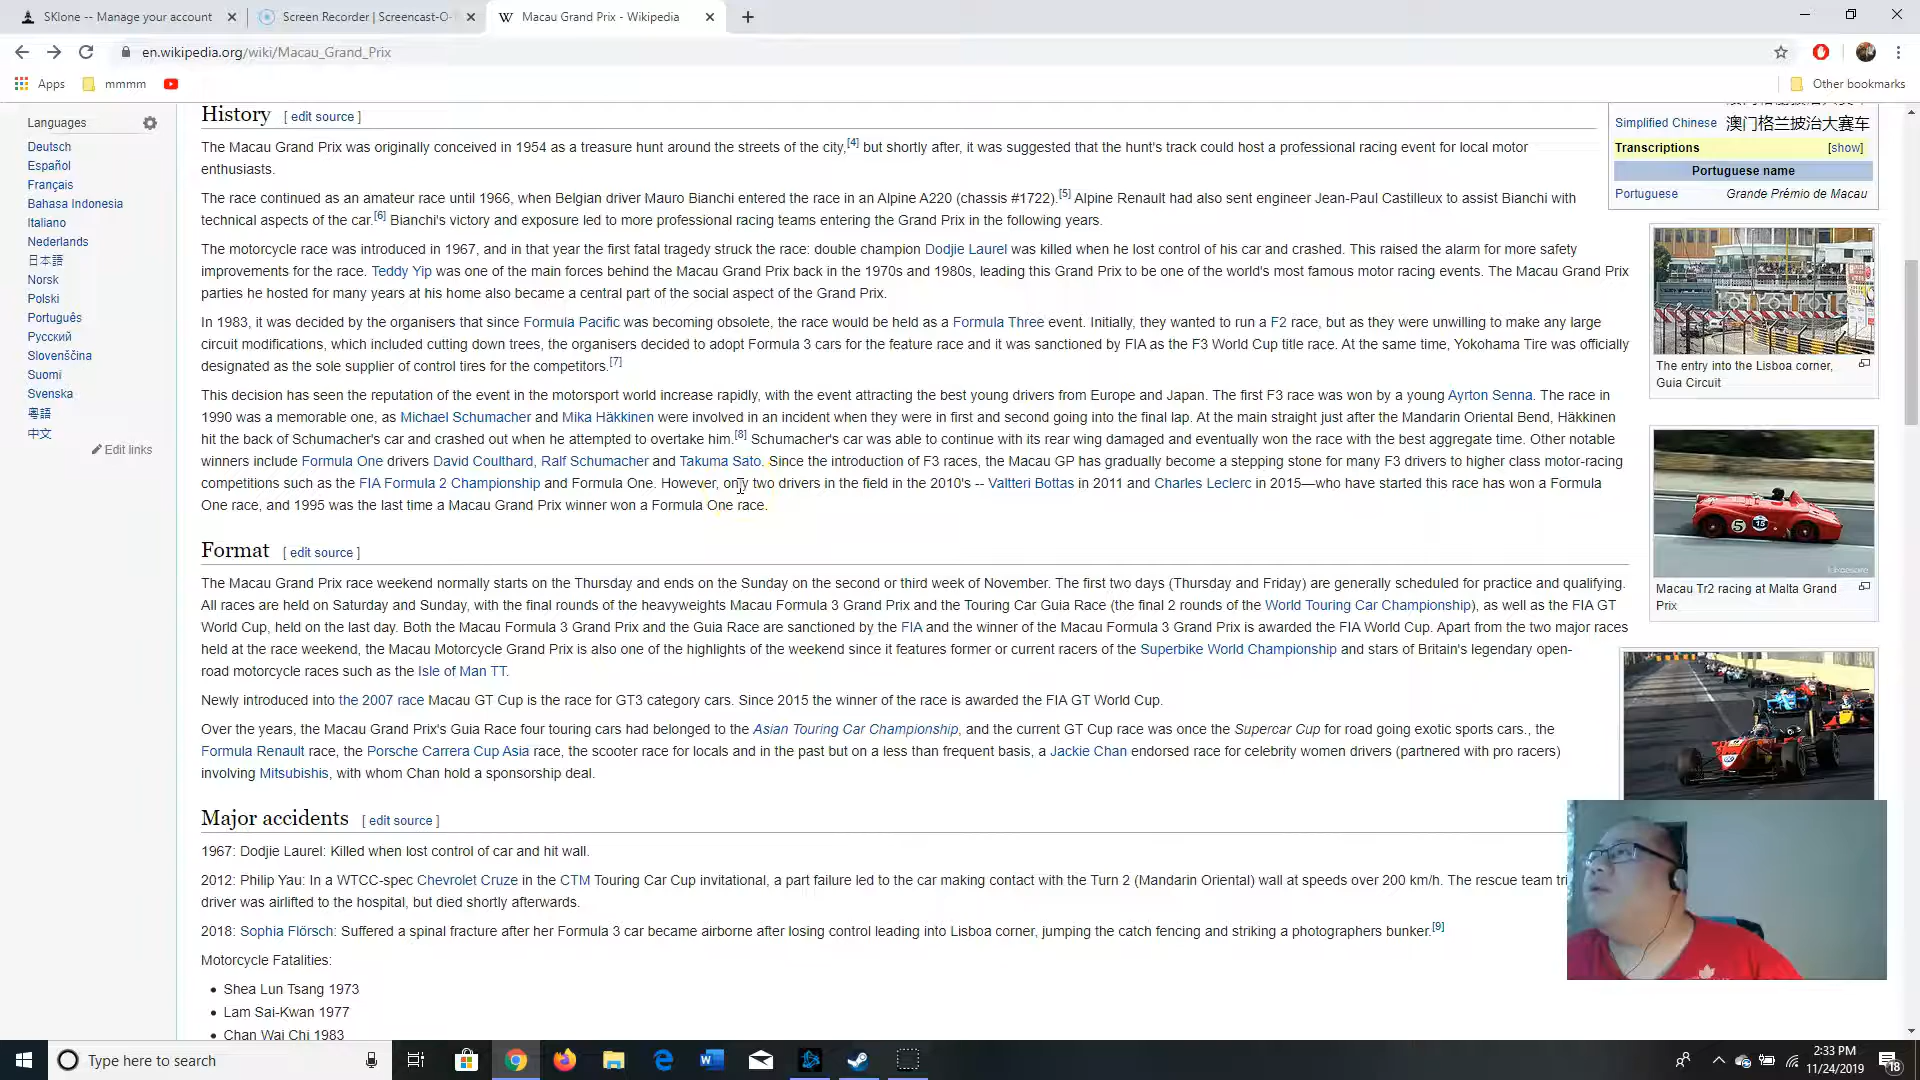 SKlone -- Manage your account
Screen Recorder | Screencast-O-
Macau Grand Prix - Wikipedia
en.wikipedia.org/wiki/Macau_Grand_Prix
Apps
mmmm
Other bookmarks
Languages
Deutsch
Español
Français
Bahasa Indonesia
Italiano
Nederlands
日本語
Norsk
Polski
Português
Русский
Slovenščina
Suomi
Svenska
粵語
中文
Edit links
History [ edit source ]
The Macau Grand Prix was originally conceived in 1954 as a treasure hunt around the streets of the city,[4] but shortly after, it was suggested that the hunt's track could host a professional racing event for local motor
enthusiasts.
The race continued as an amateur race until 1966, when Belgian driver Mauro Bianchi entered the race in an Alpine A220 (chassis #1722).[5] Alpine Renault had also sent engineer Jean-Paul Castilleux to assist Bianchi with
technical aspects of the car.[6] Bianchi's victory and exposure led to more professional racing teams entering the Grand Prix in the following years.
The motorcycle race was introduced in 1967, and in that year the first fatal tragedy struck the race: double champion Dodjie Laurel was killed when he lost control of his car and crashed. This raised the alarm for more safety
improvements for the race. Teddy Yip was one of the main forces behind the Macau Grand Prix back in the 1970s and 1980s, leading this Grand Prix to be one of the world's most famous motor racing events. The Macau Grand Prix
parties he hosted for many years at his home also became a central part of the social aspect of the Grand Prix.
In 1983, it was decided by the organisers that since Formula Pacific was becoming obsolete, the race would be held as a Formula Three event. Initially, they wanted to run a F2 race, but as they were unwilling to make any large
circuit modifications, which included cutting down trees, the organisers decided to adopt Formula 3 cars for the feature race and it was sanctioned by FIA as the F3 World Cup title race. At the same time, Yokohama Tire was officially
designated as the sole supplier of control tires for the competitors.[7]
This decision has seen the reputation of the event in the motorsport world increase rapidly, with the event attracting the best young drivers from Europe and Japan. The first F3 race was won by a young Ayrton Senna. The race in
1990 was a memorable one, as Michael Schumacher and Mika Häkkinen were involved in an incident when they were in first and second going into the final lap. At the main straight just after the Mandarin Oriental Bend, Häkkinen
hit the back of Schumacher's car and crashed out when he attempted to overtake him.[8] Schumacher's car was able to continue with its rear wing damaged and eventually won the race with the best aggregate time. Other notable
winners include Formula One drivers David Coulthard, Ralf Schumacher and Takuma Sato. Since the introduction of F3 races, the Macau GP has gradually become a stepping stone for many F3 drivers to higher class motor-racing
competitions such as the FIA Formula 2 Championship and Formula One. However, only two drivers in the field in the 2010's -- Valtteri Bottas in 2011 and Charles Leclerc in 2015—who have started this race has won a Formula
One race, and 1995 was the last time a Macau Grand Prix winner won a Formula One race.
Format [ edit source ]
The Macau Grand Prix race weekend normally starts on the Thursday and ends on the Sunday on the second or third week of November. The first two days (Thursday and Friday) are generally scheduled for practice and qualifying.
All races are held on Saturday and Sunday, with the final rounds of the heavyweights Macau Formula 3 Grand Prix and the Touring Car Guia Race (the final 2 rounds of the World Touring Car Championship), as well as the FIA GT
World Cup, held on the last day. Both the Macau Formula 3 Grand Prix and the Guia Race are sanctioned by the FIA and the winner of the Macau Formula 3 Grand Prix is awarded the FIA World Cup. Apart from the two major races
held at the race weekend, the Macau Motorcycle Grand Prix is also one of the highlights of the weekend since it features former or current racers of the Superbike World Championship and stars of Britain's legendary open-
road motorcycle races such as the Isle of Man TT.
Newly introduced into the 2007 race Macau GT Cup is the race for GT3 category cars. Since 2015 the winner of the race is awarded the FIA GT World Cup.
Over the years, the Macau Grand Prix's Guia Race four touring cars had belonged to the Asian Touring Car Championship, and the current GT Cup race was once the Supercar Cup for road going exotic sports cars., the
Formula Renault race, the Porsche Carrera Cup Asia race, the scooter race for locals and in the past but on a less than frequent basis, a Jackie Chan endorsed race for celebrity women drivers (partnered with pro racers)
involving Mitsubishis, with whom Chan hold a sponsorship deal.
Major accidents [ edit source ]
1967: Dodjie Laurel: Killed when lost control of car and hit wall.
2012: Philip Yau: In a WTCC-spec Chevrolet Cruze in the CTM Touring Car Cup invitational, a part failure led to the car making contact with the Turn 2 (Mandarin Oriental) wall at speeds over 200 km/h. The rescue team tri
driver was airlifted to the hospital, but died shortly afterwards.
2018: Sophia Flörsch: Suffered a spinal fracture after her Formula 3 car became airborne after losing control leading into Lisboa corner, jumping the catch fencing and striking a photographers bunker.[9]
Motorcycle Fatalities:
Shea Lun Tsang 1973
Lam Sai-Kwan 1977
Chan Wai Chi 1983
Simplified Chinese 澳门格兰披治大赛车
Transcriptions [show]
Portuguese name
Portuguese Grande Prémio de Macau
The entry into the Lisboa corner,
Guia Circuit
5
15
Macau Tr2 racing at Malta Grand
Prix
Type here to search
2:33 PM
11/24/2019
18